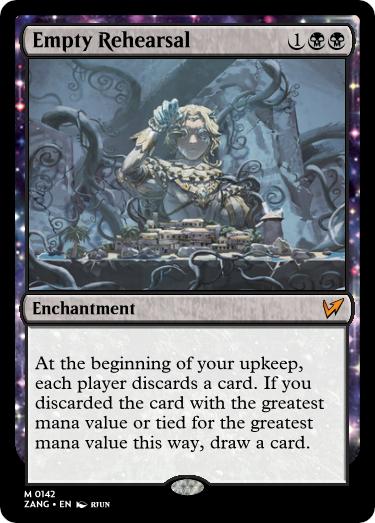 Empty Rehearsal 1
Enchantment
At the beginning of your upkeep,
each player discards a card. If you
discarded the card with the greatest
mana value or tied for the greatest
mana value this way, draw a card.
M 0142
ZANG • EN RJUN